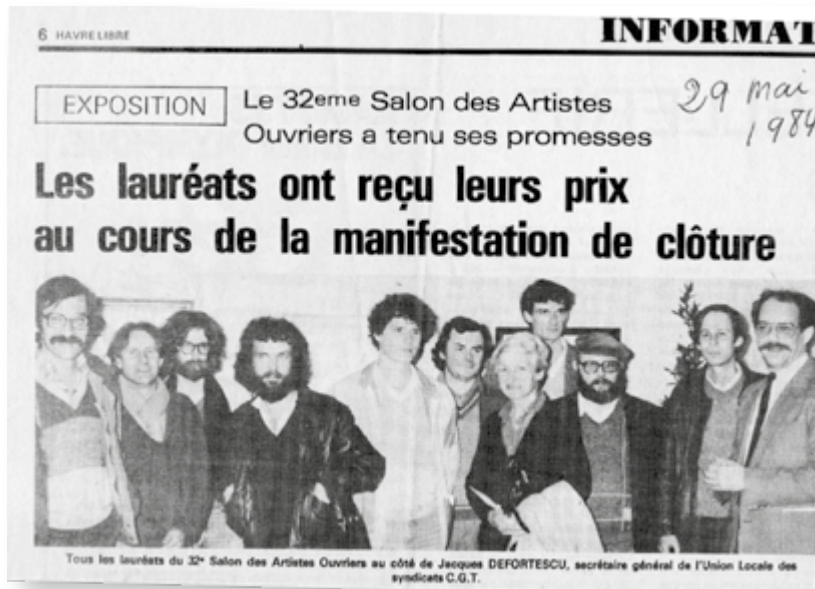 6 HAVRE LIBRE
INFORMAT
EXPOSITION
Le 32eme Salon des Artistes
Ouvriers a tenu ses promesses
29 mai
1984
Les lauréats ont reçu leurs prix
au cours de la manifestation de clôture
Tous les lauréats du 32e Salon des Artistes Ouvriers au côté de Jacques DEFORTESCU, secrétaire général de l'Union Locale des
syndicats C.G.T.